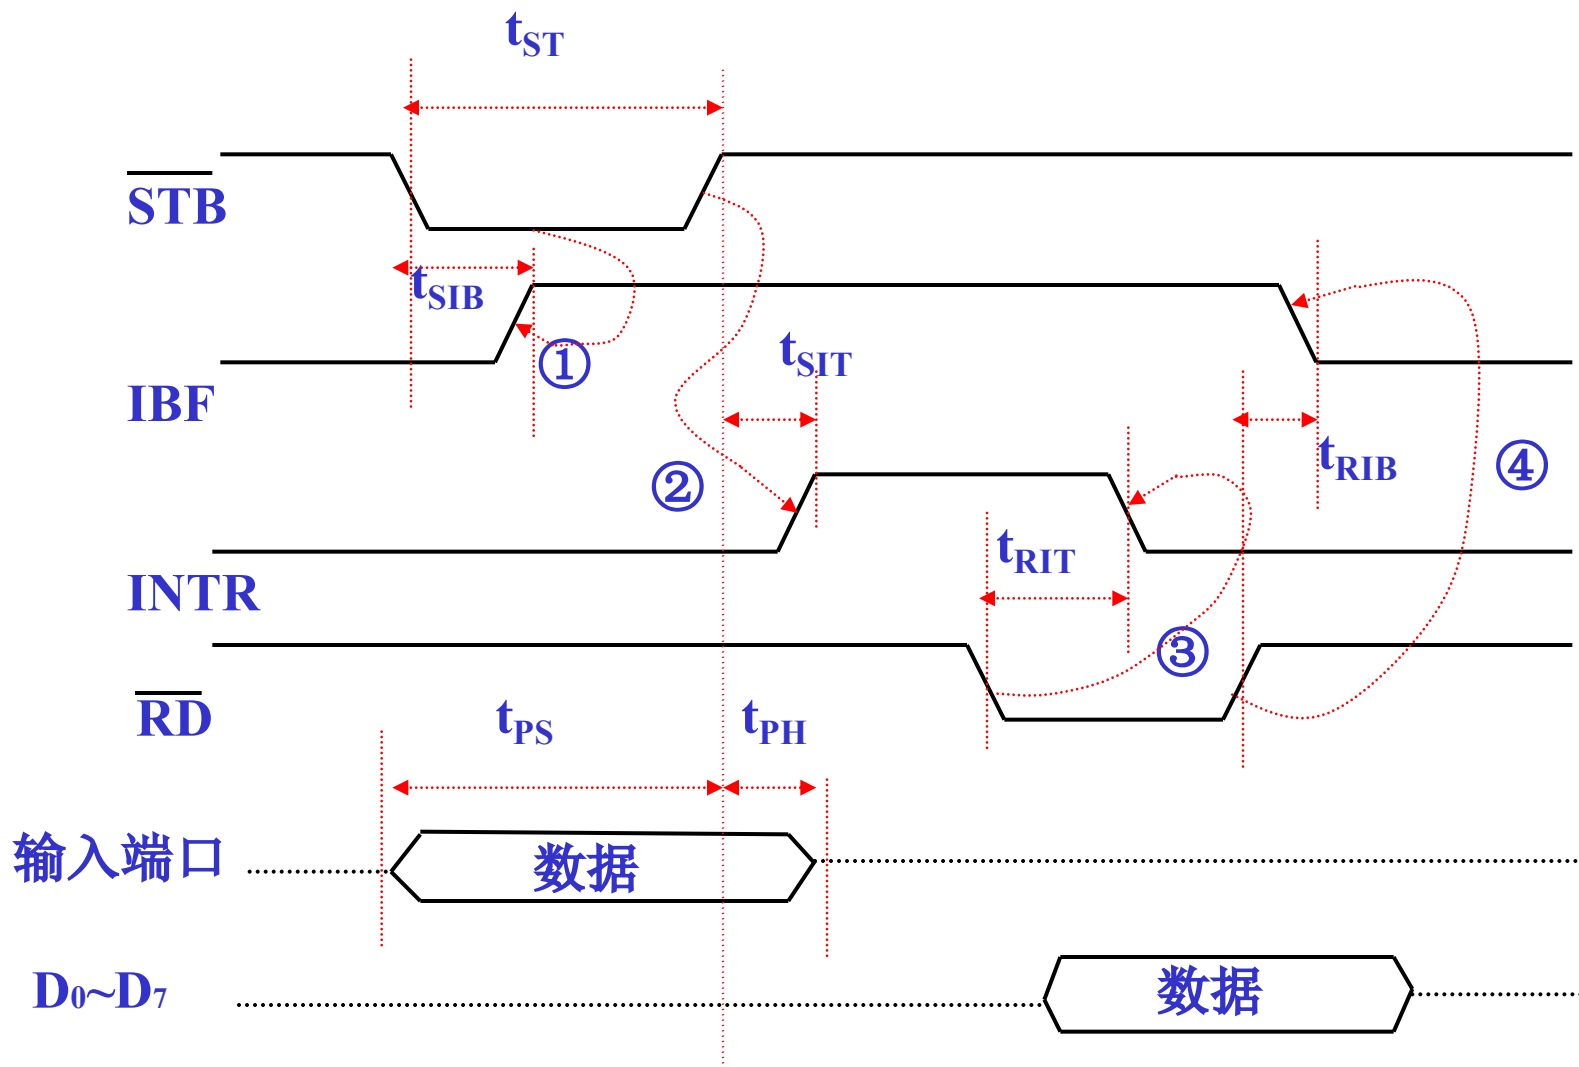 tST
STB
tSIB
tSIT
①
IBF
tRIB
④
②
tRIT
INTR
③
RD
tPS
tPH
输入端口
数据
D0~D7
数据